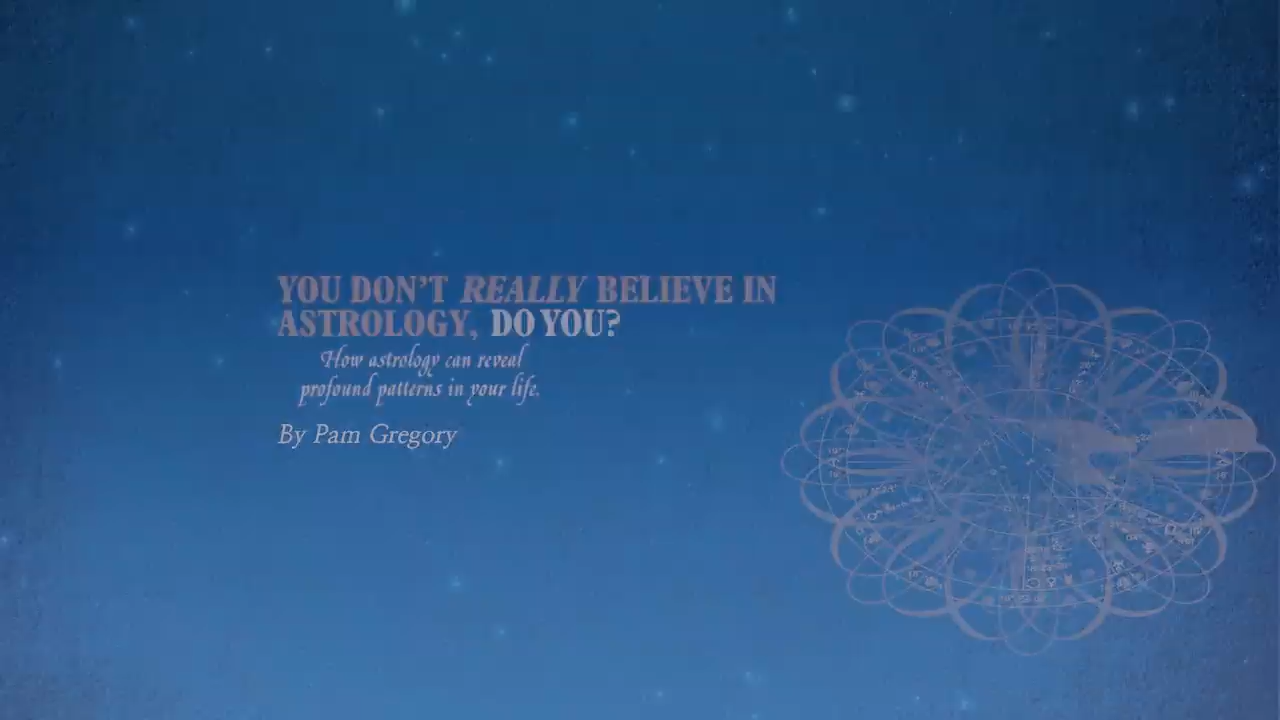 YOU DON'T REALLY BELIEVE IN
ASTROLOGY, DO YOU?
How astrology can reveal
profound patterns in your life.
By Pam Gregory